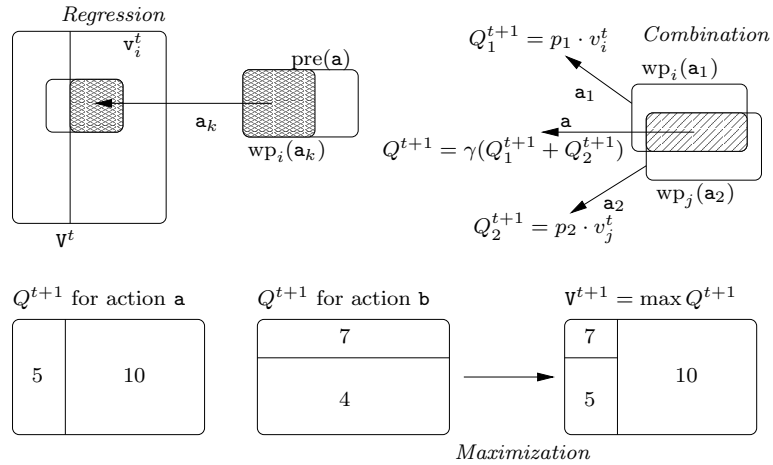 Regression
v_i^t
pre(a)
a_k
wp_i(a_k)
V^t
Q_1^{t+1} = p_1 · v_i^t
Combination
wp_i(a_1)
a_1
a
Q^{t+1} = γ(Q_1^{t+1} + Q_2^{t+1})
wp_j(a_2)
a_2
Q_2^{t+1} = p_2 · v_j^t
Q^{t+1} for action a
5
10
Q^{t+1} for action b
7
4
Maximization
V^{t+1} = max Q^{t+1}
7
5
10